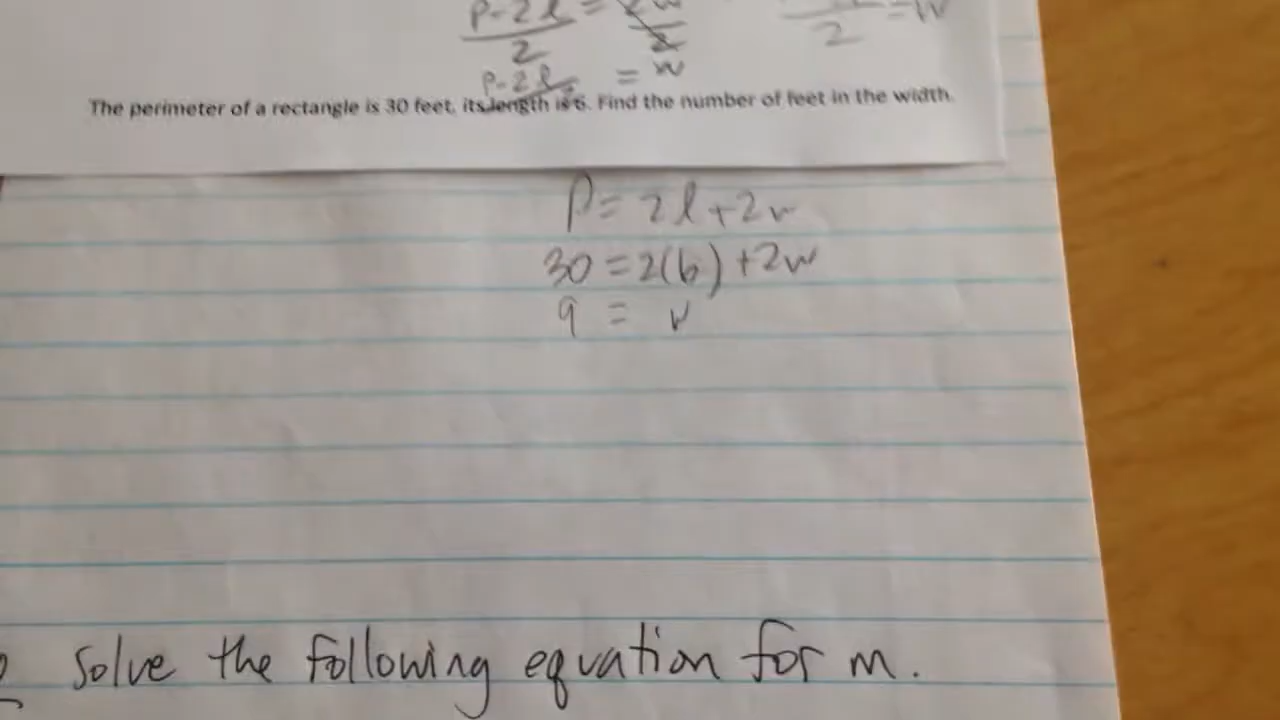 P-2l = 2w
2 2 2 = W
P-2l = w
The perimeter of a rectangle is 30 feet, its length is 6. Find the number of feet in the width.
P = 2l + 2w
30 = 2(6) + 2w
9 = w
Solve the following equation for m.